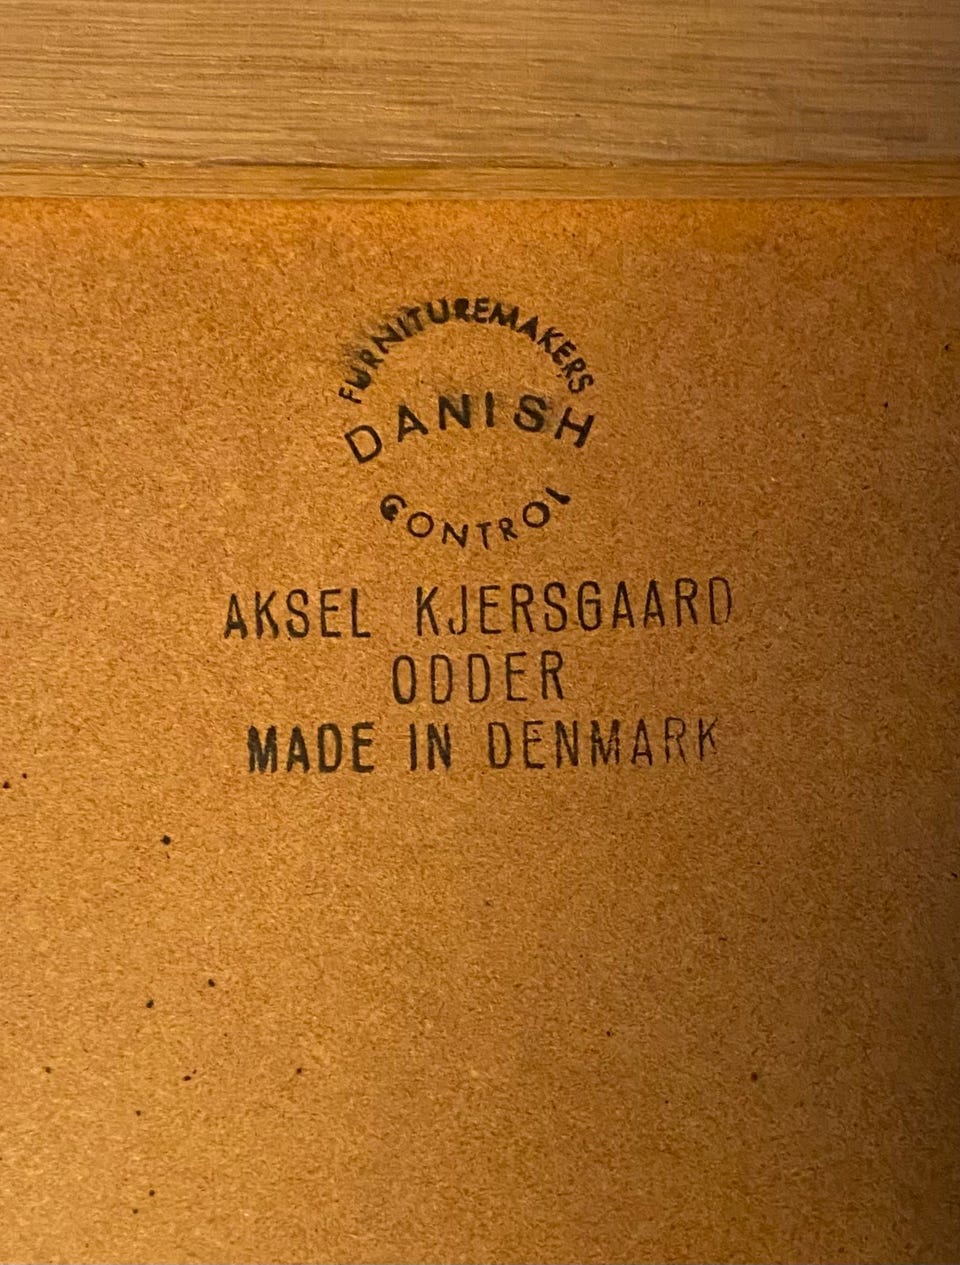 FURNITUREMAKERS
DANISH
CONTROL
AKSEL KJERSGAARD
ODDER
MADE IN DENMARK